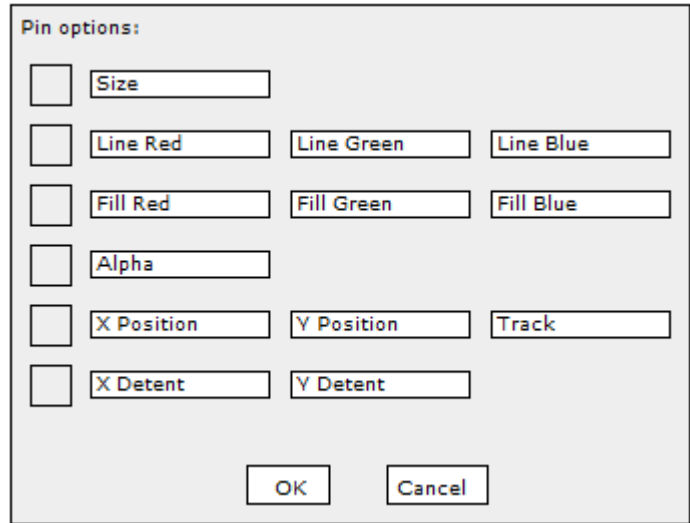 Pin options:
Size
Line Red Line Green Line Blue
Fill Red Fill Green Fill Blue
Alpha
X Position Y Position Track
X Detent Y Detent
OK Cancel